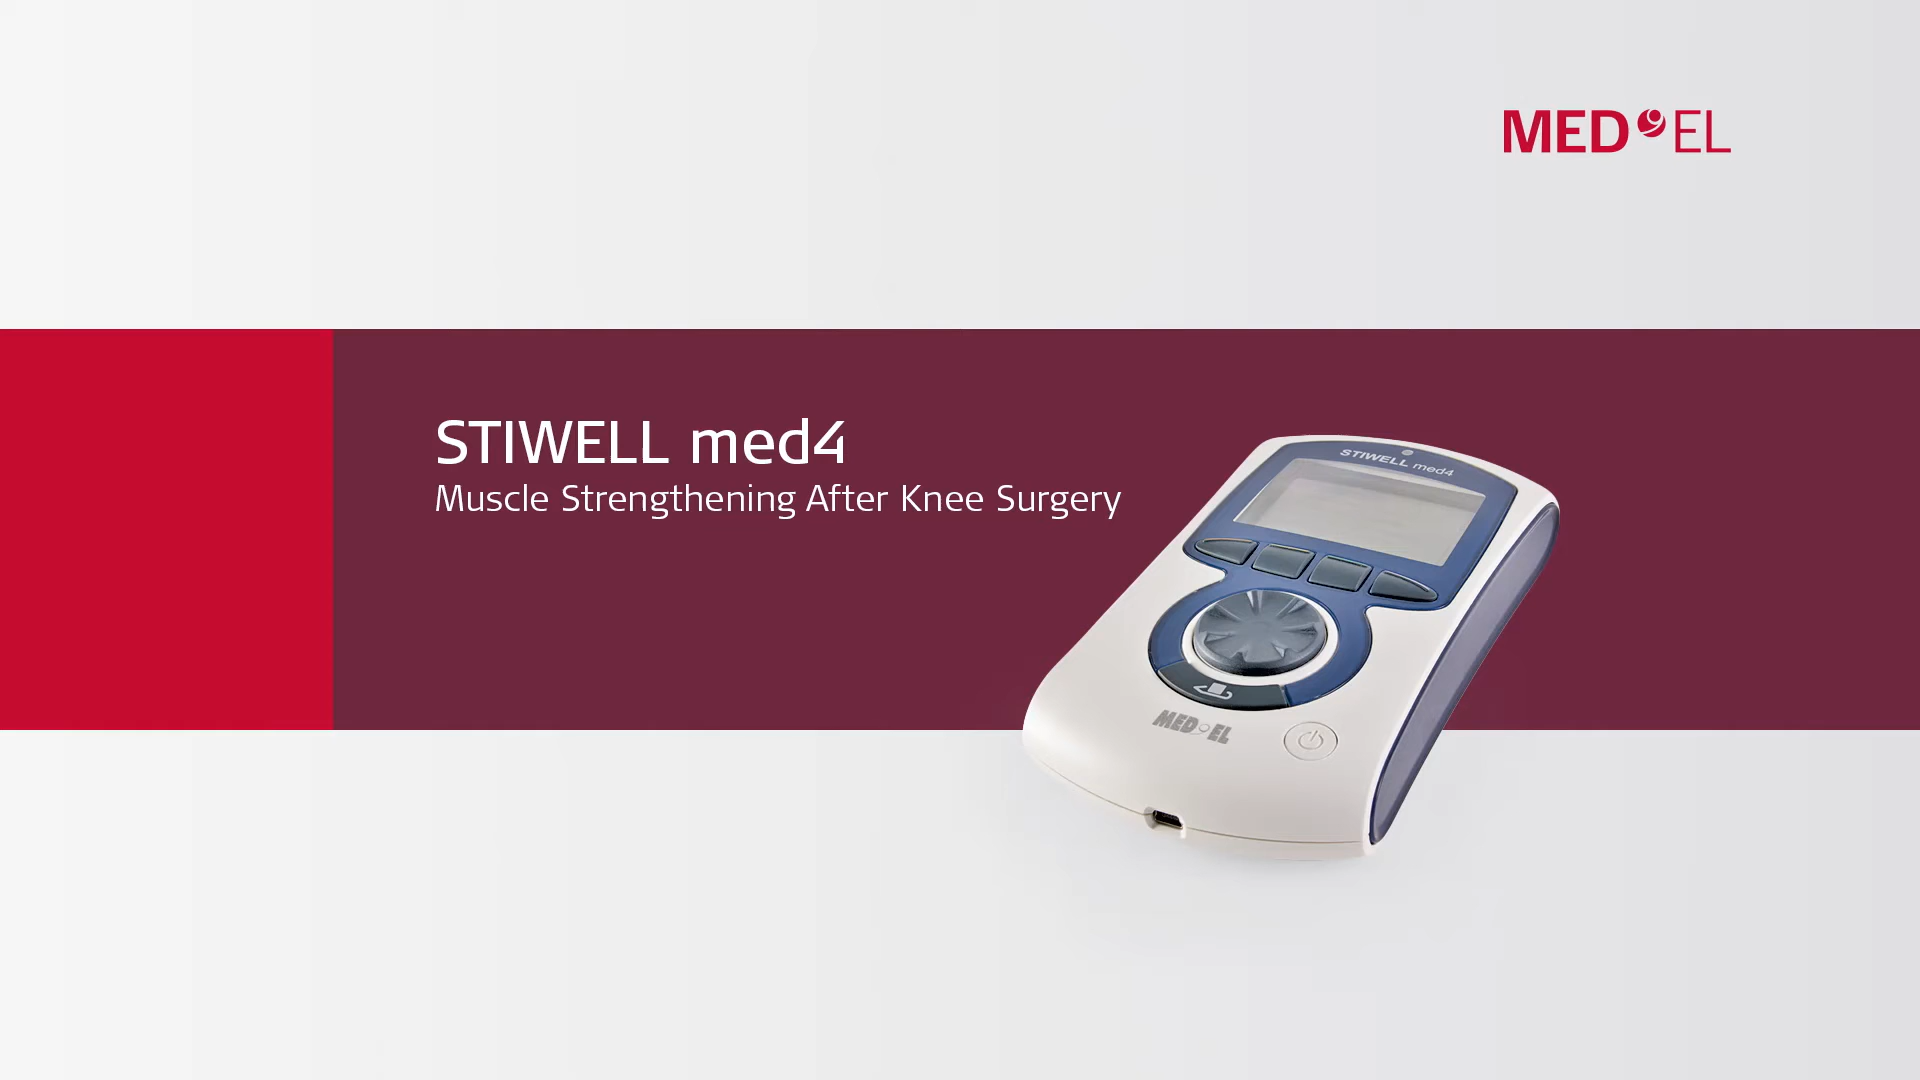 MED EL
STIWELL med4
Muscle Strengthening After Knee Surgery
STIWELL med4
MED EL